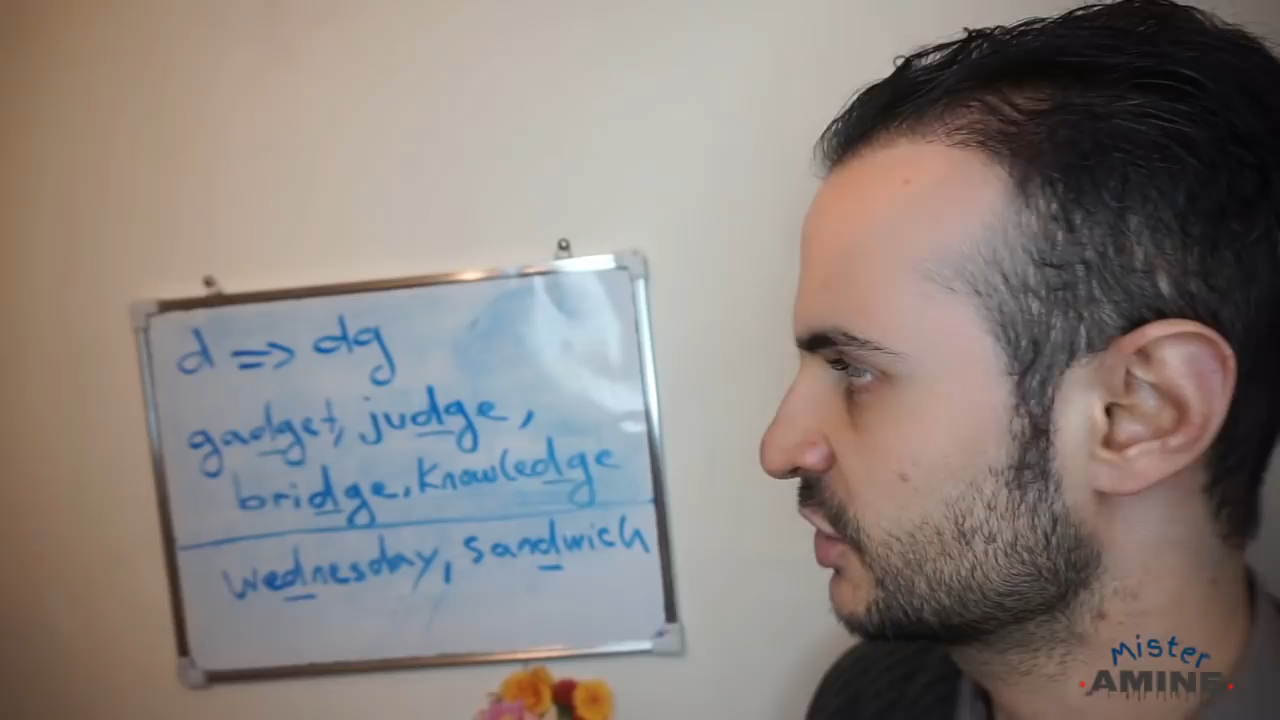 d => dg
gadget, judge,
bridge, knowledge
wednesday, sandwich
Mister
AMINE